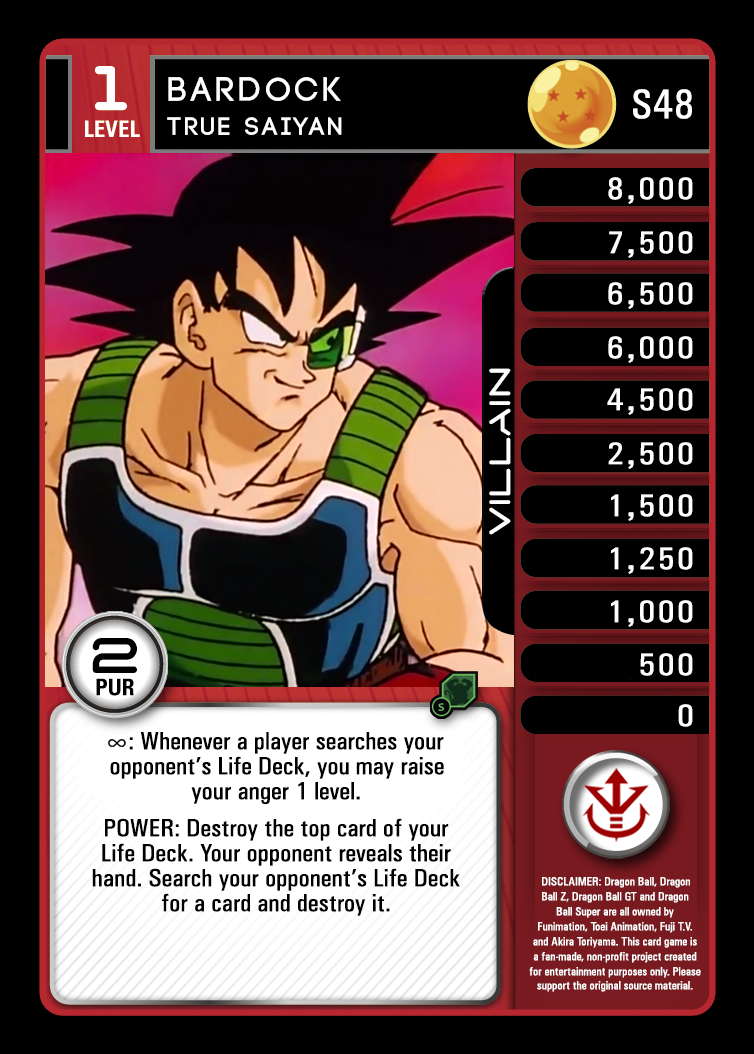 1
LEVEL
BARDOCK
TRUE SAIYAN
S48
8,000
7,500
6,500
6,000
4,500
2,500
1,500
1,250
1,000
500
0
VILLAIN
2
PUR
S
∞: Whenever a player searches your
opponent's Life Deck, you may raise
your anger 1 level.
POWER: Destroy the top card of your
Life Deck. Your opponent reveals their
hand. Search your opponent's Life Deck
for a card and destroy it.
DISCLAIMER: Dragon Ball, Dragon
Ball Z, Dragon Ball GT and Dragon
Ball Super are all owned by
Funimation, Toei Animation, Fuji T.V.
and Akira Toriyama. This card game is
a fan-made, non-profit project created
for entertainment purposes only. Please
support the original source material.